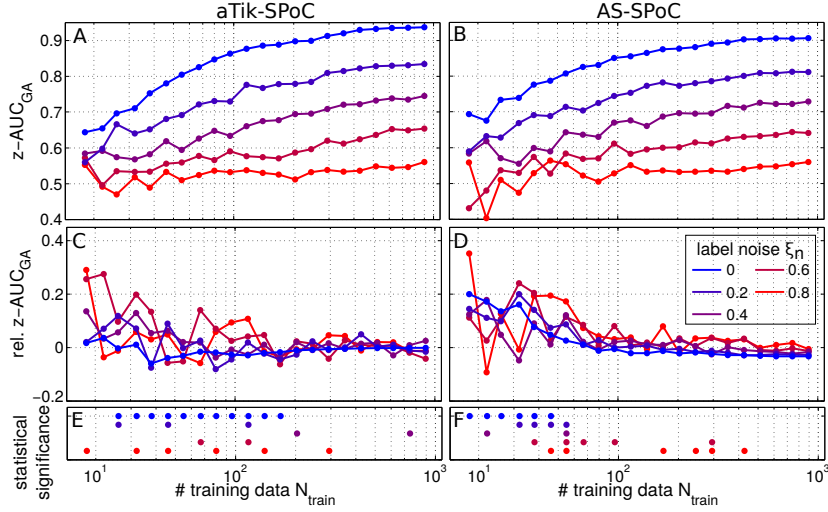 aTik-SPoC
AS-SPoC
A
B
z−AUC_GA
0.9
0.8
0.7
0.6
0.5
0.4
C
D
rel. z−AUC_GA
0.4
0.2
0
−0.2
label noise ξ_n
0
0.2
0.4
0.6
0.8
E
F
statistical
significance
10^1
10^2
10^3
10^1
10^2
10^3
# training data N_train
# training data N_train